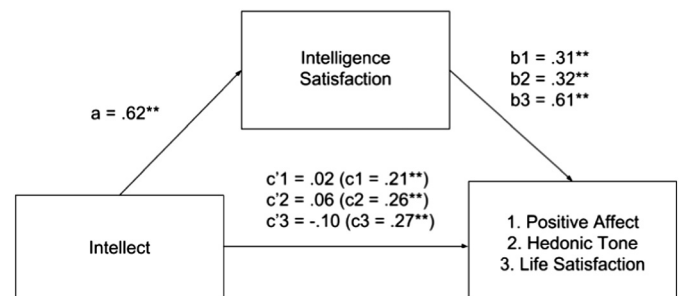 Intelligence
Satisfaction
b1 = .31**
b2 = .32**
b3 = .61**
a = .62**
c'1 = .02 (c1 = .21**)
c'2 = .06 (c2 = .26**)
c'3 = -.10 (c3 = .27**)
Intellect
1. Positive Affect
2. Hedonic Tone
3. Life Satisfaction